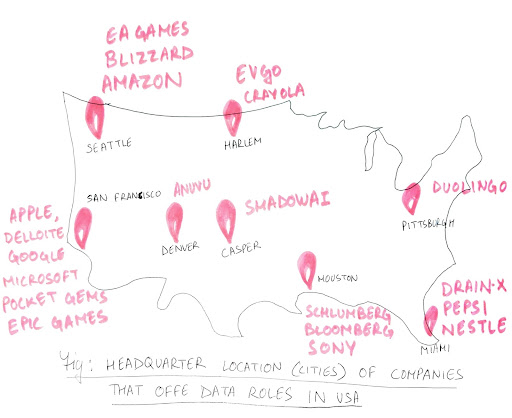 EA GAMES
BLIZZARD
AMAZON
SEATTLE
EVGO
CRAYOLA
HARLEM
SAN FRANCISCO
APPLE,
DELLOITE
GOOGLE
MICROSOFT
POCKET GEMS
EPIC GAMES
ANUVU
DENVER
SHADOWAI
CASPER
DUOLINGO
PITTSBURGH
HOUSTON
SCHLUMBERG
BLOOMBERG
SONY
DRAIN-X
PEPSI
NESTLE
MIAMI
Fig: HEADQUARTER LOCATION (CITIES) OF COMPANIES
THAT OFFE DATA ROLES IN USA